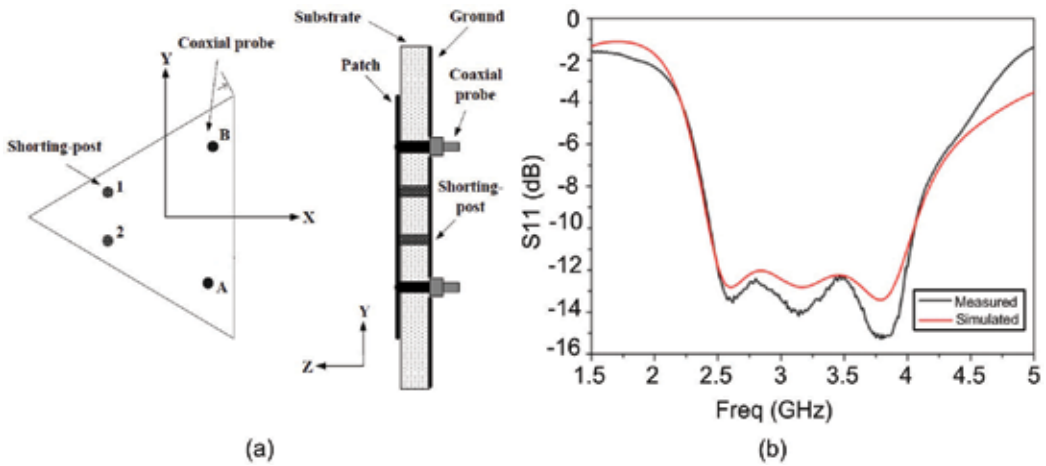 (a)
Y
Coaxial probe
B
Shorting-post
1
2
X
A
Substrate
Ground
Patch
Coaxial
probe
Shorting-
post
Y
Z
(b)
0
-2
-4
-6
-8
-10
-12
-14
-16
S11 (dB)
Measured
Simulated
1.5
2
2.5
3
3.5
4
4.5
5
Freq (GHz)
(a)
(b)